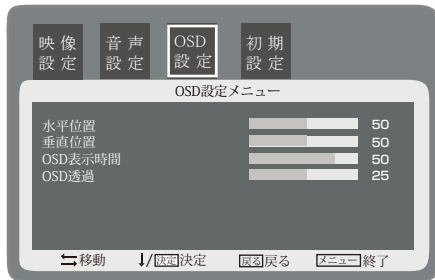 映像
設定
音声
設定
OSD
設定
初期
設定
OSD設定メニュー
水平位置 50
垂直位置 50
OSD表示時間 50
OSD透過 25
⮀移動 ↓/決定決定 戻る戻る メニュー終了